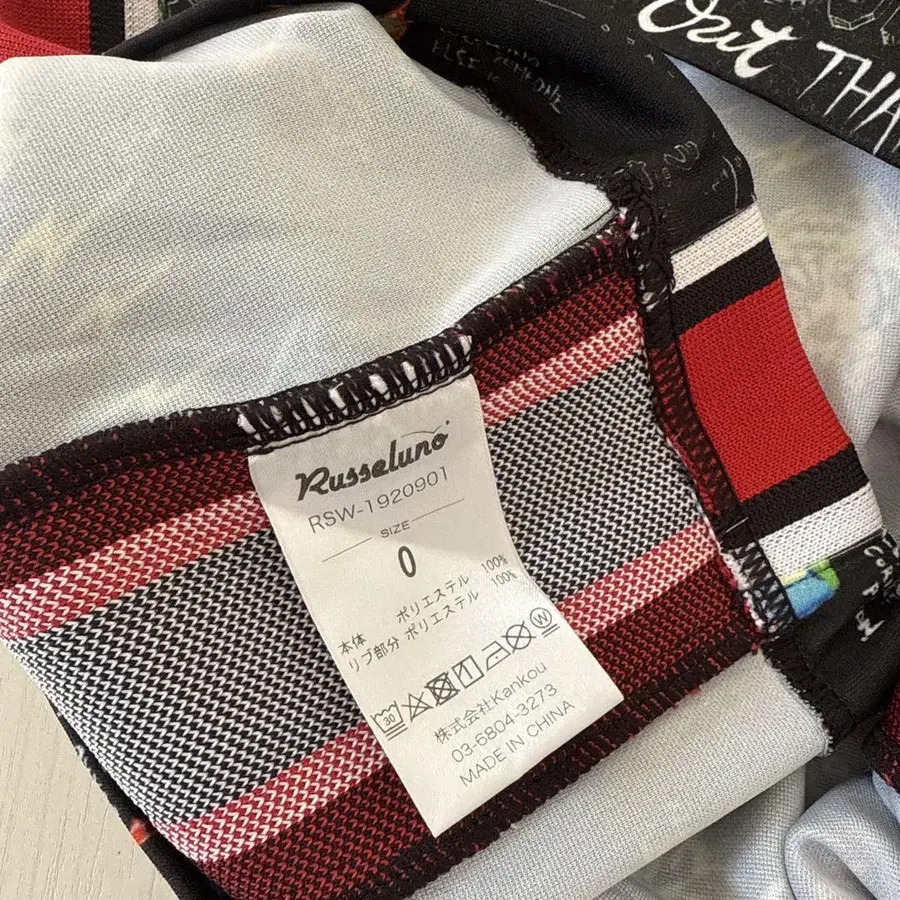 out THA
ELSE
Russeluno
RSW-1920901
SIZE
0
本体 ポリエステル 100%
リブ部分 ポリエステル 100%
30
W
株式会社Kankou
03-6804-3273
MADE IN CHINA